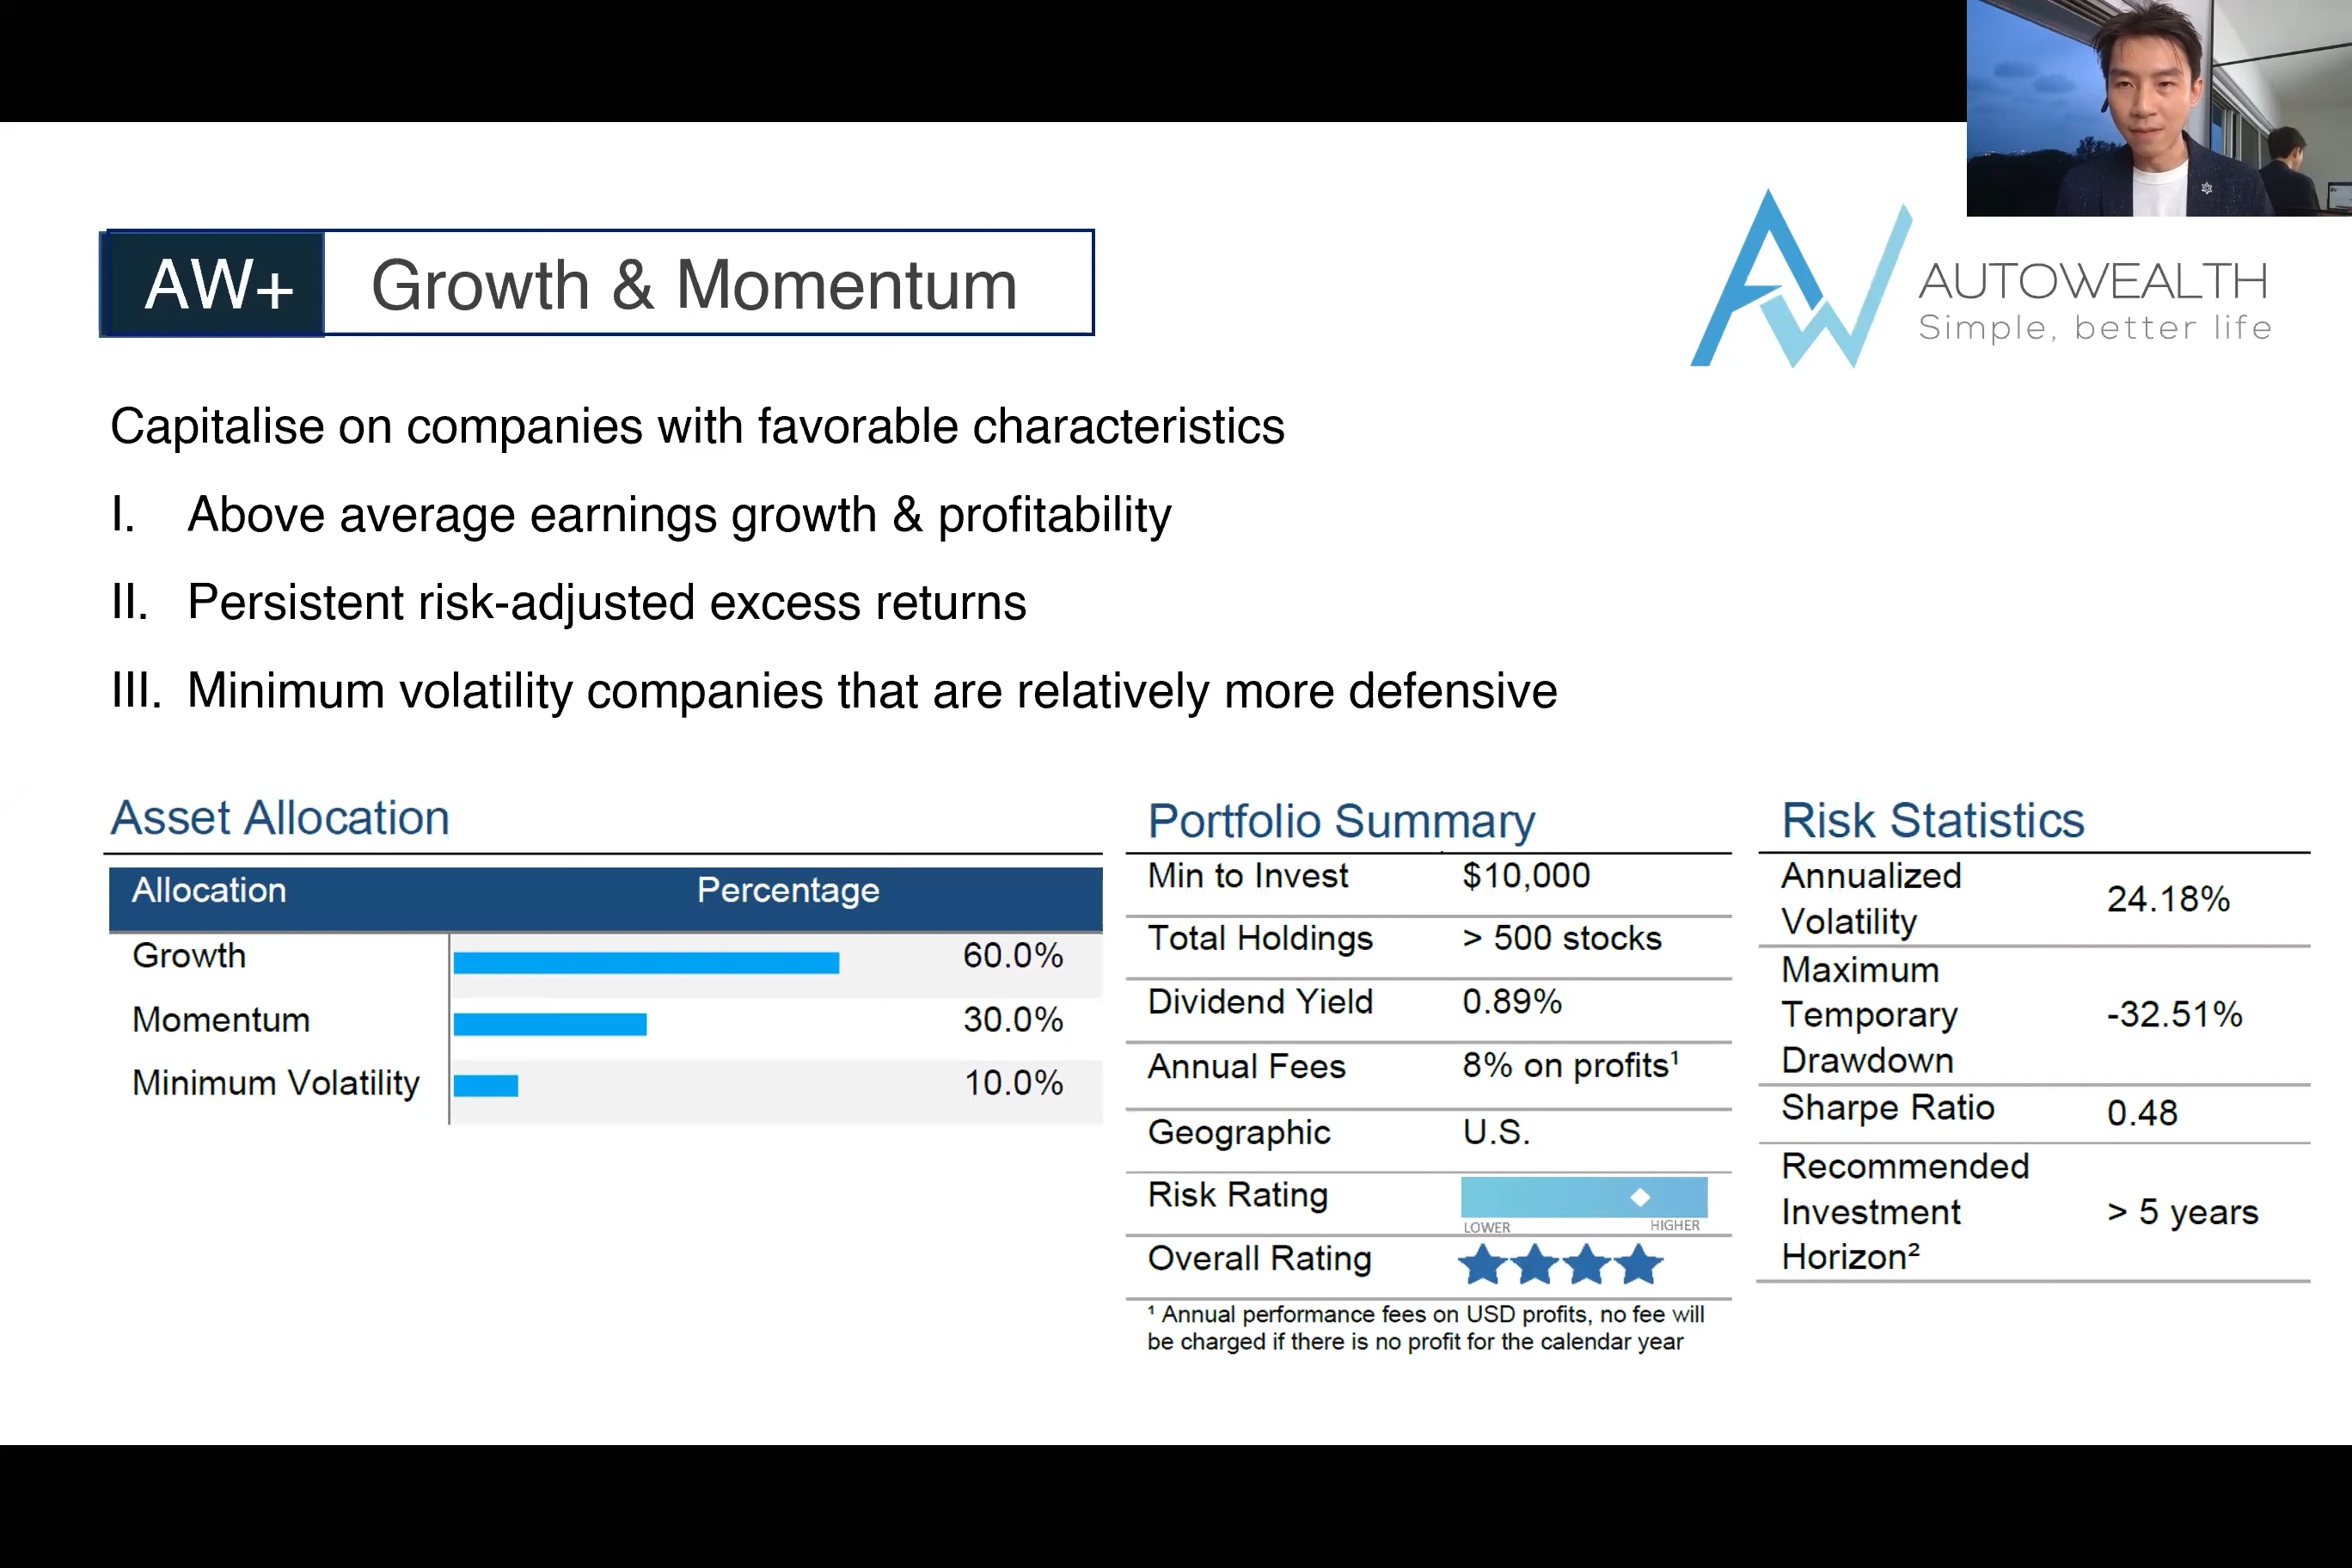 AW+ Growth & Momentum
AUTOWEALTH
Simple, better life
Capitalise on companies with favorable characteristics
I. Above average earnings growth & profitability
II. Persistent risk-adjusted excess returns
III. Minimum volatility companies that are relatively more defensive
Asset Allocation
Allocation Percentage
Growth 60.0%
Momentum 30.0%
Minimum Volatility 10.0%
Portfolio Summary
Min to Invest $10,000
Total Holdings > 500 stocks
Dividend Yield 0.89%
Annual Fees 8% on profits¹
Geographic U.S.
Risk Rating
LOWER HIGHER
Overall Rating
¹ Annual performance fees on USD profits, no fee will
be charged if there is no profit for the calendar year
Risk Statistics
Annualized
Volatility
24.18%
Maximum
Temporary
Drawdown
-32.51%
Sharpe Ratio 0.48
Recommended
Investment
Horizon²
> 5 years